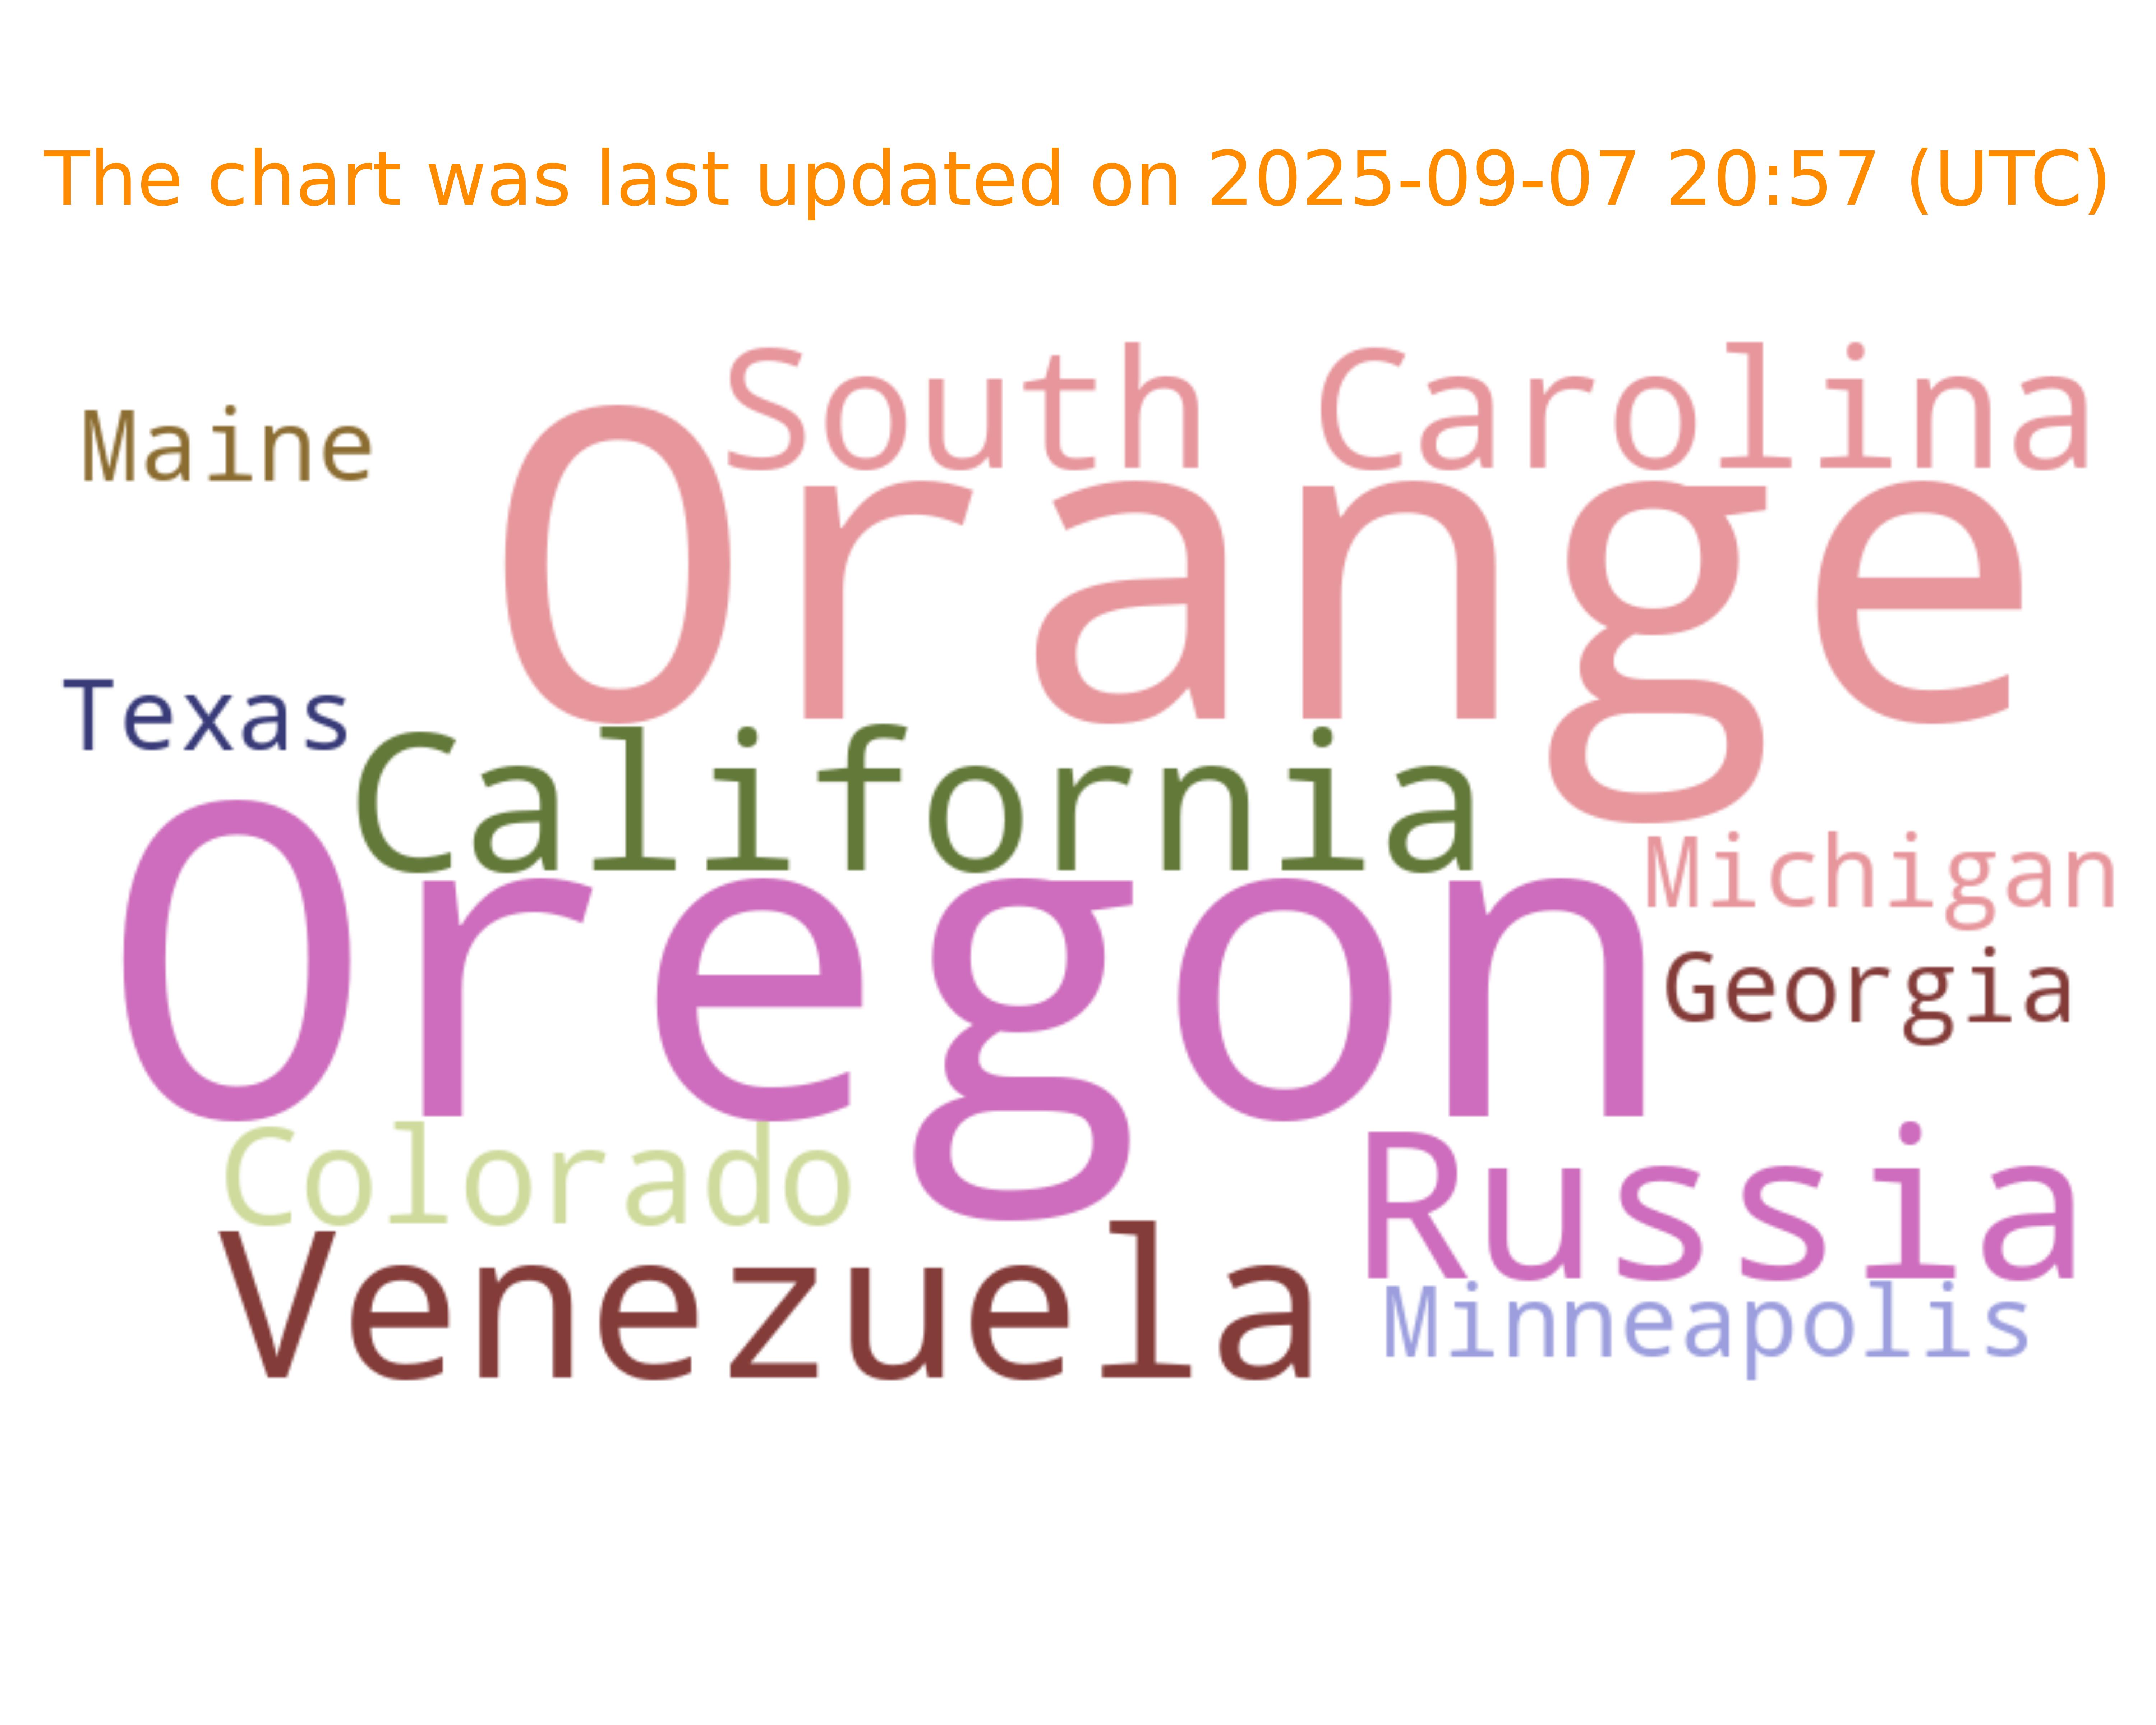 The chart was last updated on 2025-09-07 20:57 (UTC)
South Carolina
Maine
Orange
Texas
California
Michigan
Oregon
Georgia
Colorado
Russia
Venezuela
Minneapolis